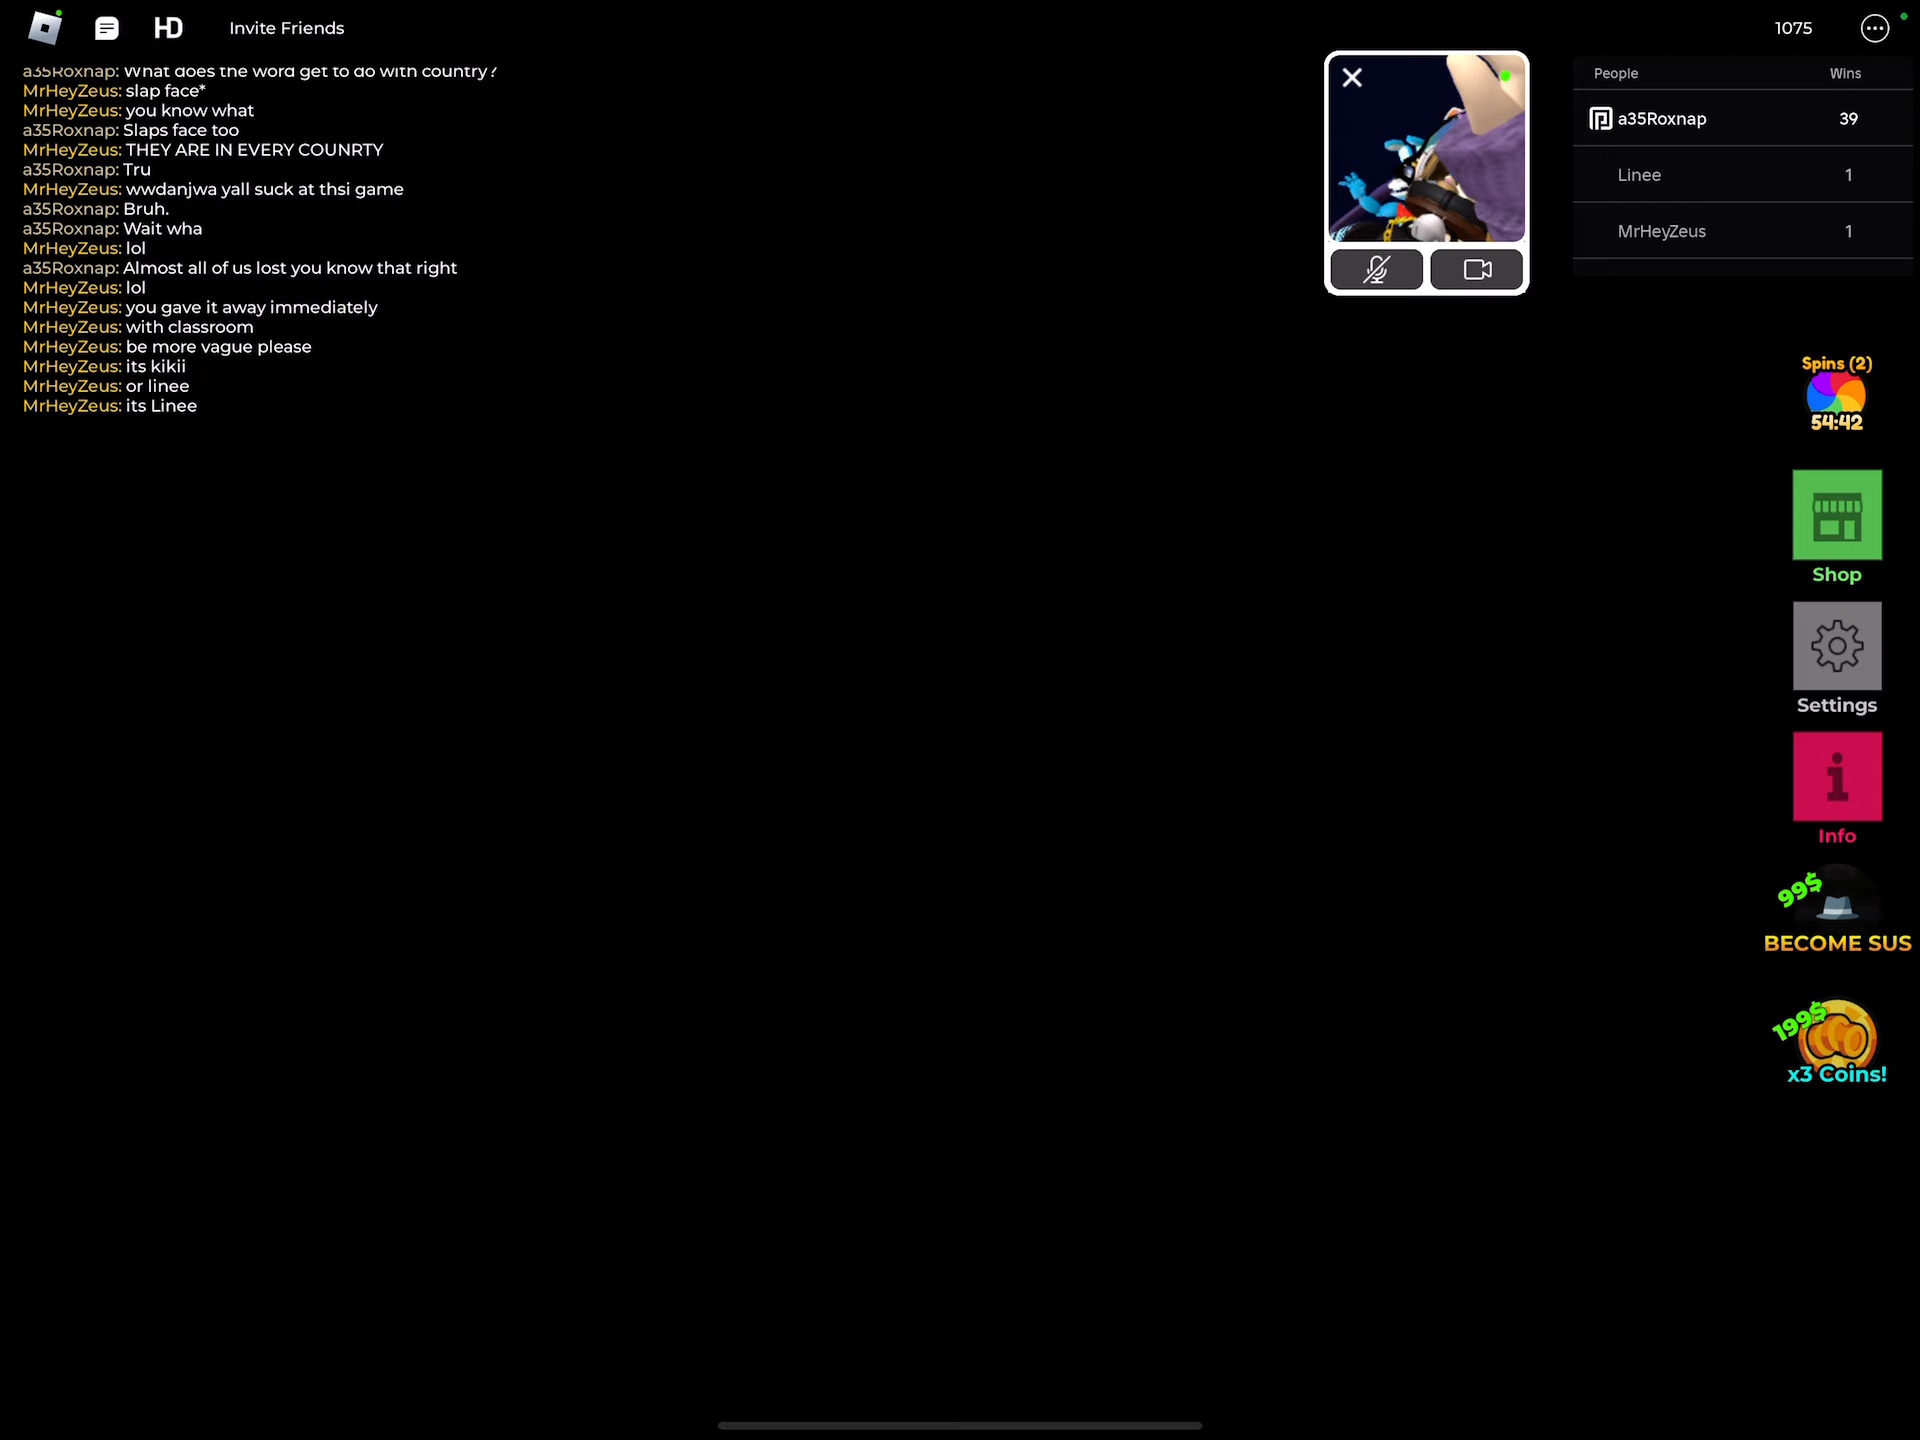 HD Invite Friends 1075
a35Roxnap: What does the word get to do with country?
MrHeyZeus: slap face*
MrHeyZeus: you know what
a35Roxnap: Slaps face too
MrHeyZeus: THEY ARE IN EVERY COUNRTY
a35Roxnap: Tru
MrHeyZeus: wwdanjwa yall suck at thsi game
a35Roxnap: Bruh.
a35Roxnap: Wait wha
MrHeyZeus: lol
a35Roxnap: Almost all of us lost you know that right
MrHeyZeus: lol
MrHeyZeus: you gave it away immediately
MrHeyZeus: with classroom
MrHeyZeus: be more vague please
MrHeyZeus: its kikii
MrHeyZeus: or linee
MrHeyZeus: its Linee
People Wins
a35Roxnap 39
Linee 1
MrHeyZeus 1
Spins (2)
54:42
Shop
Settings
Info
99$
BECOME SUS
199$
x3 Coins!